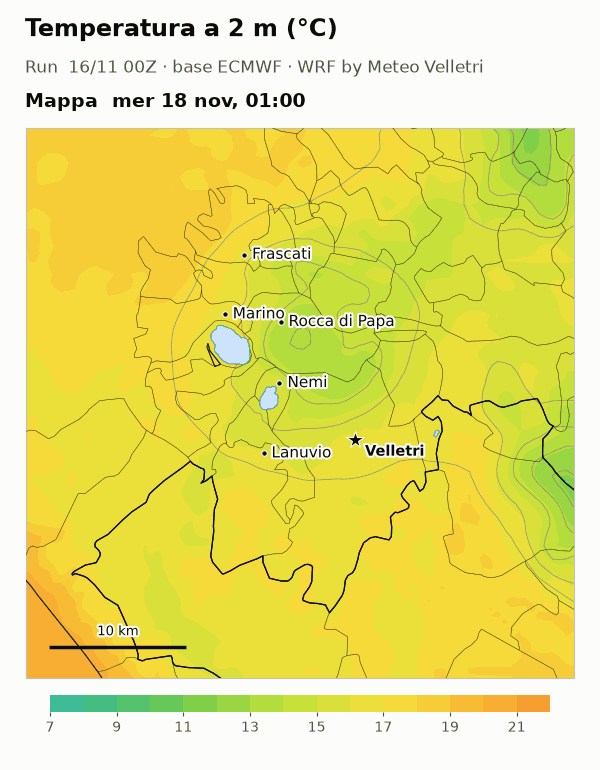 Temperatura a 2 m (°C)
Run 16/11 00Z · base ECMWF · WRF by Meteo Velletri
Mappa mer 18 nov, 01:00
Frascati
Marino
Rocca di Papa
Nemi
Velletri
Lanuvio
10 km
7 9 11 13 15 17 19 21